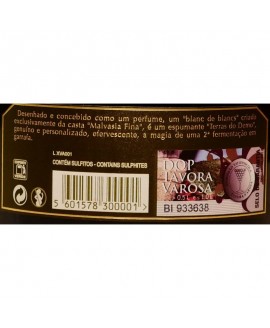 Desenhado e concebido como um perfume, um "blanc de blancs" criado
exclusivamente da casta "Malvasia Fina", é um espumante "Terras do Demo",
genuíno e personalizado, efervescente, a magia de uma 2ª fermentação em
garrafa.
L XVA001
CONTÉM SULFITOS - CONTAINS SULPHITES
5 601578 300001 >
DOP
TAVORA
VAROSA
BI 933638
SELO